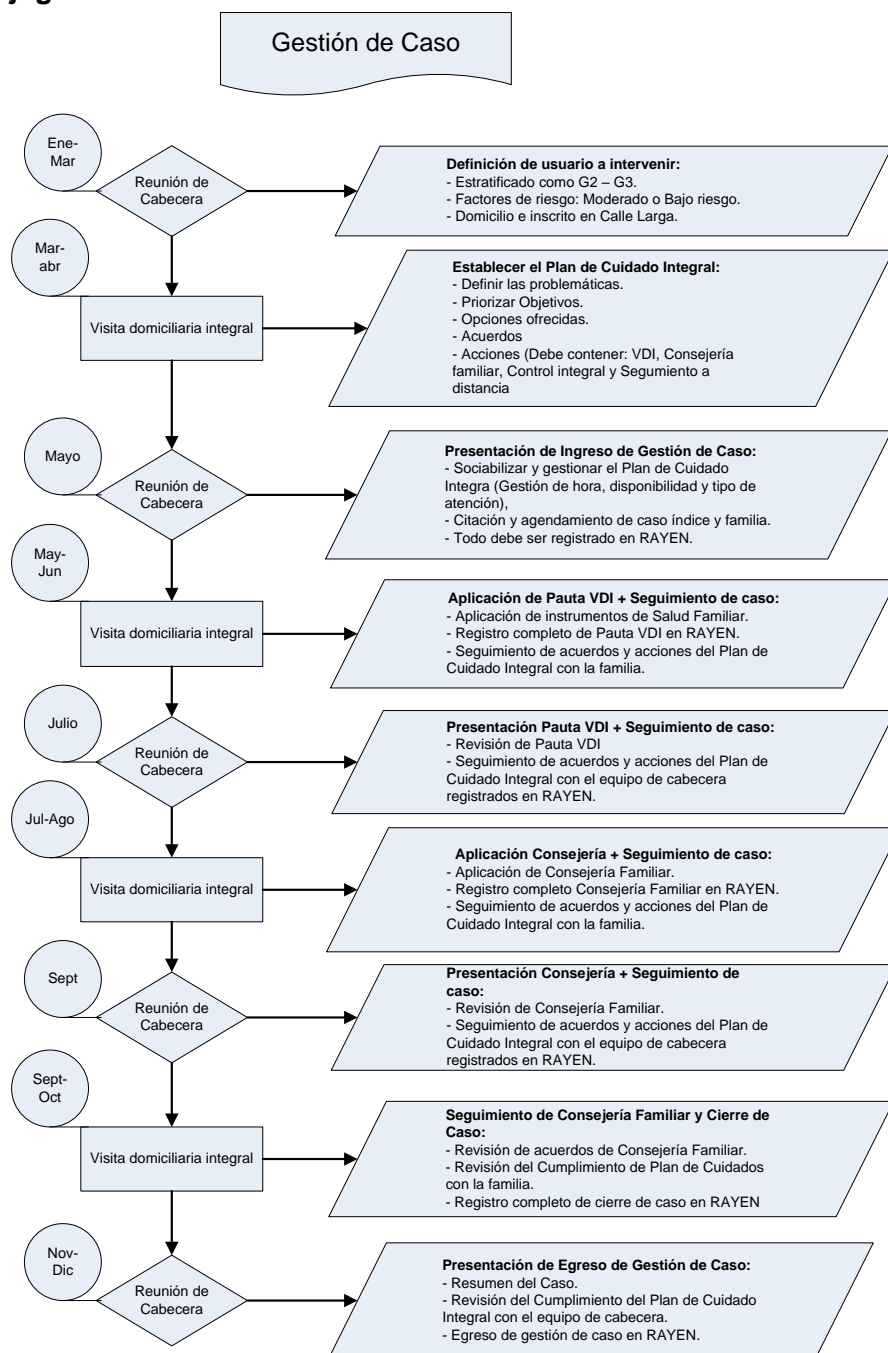 Gestión de Caso
Ene-
Mar
Reunión de
Cabecera
Definición de usuario a intervenir:
- Estratificado como G2 – G3.
- Factores de riesgo: Moderado o Bajo riesgo.
- Domicilio e inscrito en Calle Larga.
Mar-
abr
Visita domiciliaria integral
Establecer el Plan de Cuidado Integral:
- Definir las problemáticas.
- Priorizar Objetivos.
- Opciones ofrecidas.
- Acuerdos
- Acciones (Debe contener: VDI, Consejería
familiar, Control integral y Segumiento a
distancia
Mayo
Reunión de
Cabecera
Presentación de Ingreso de Gestión de Caso:
- Sociabilizar y gestionar el Plan de Cuidado
Integra (Gestión de hora, disponibilidad y tipo de
atención),
- Citación y agendamiento de caso índice y familia.
- Todo debe ser registrado en RAYEN.
May-
Jun
Visita domiciliaria integral
Aplicación de Pauta VDI + Seguimiento de caso:
- Aplicación de instrumentos de Salud Familiar.
- Registro completo de Pauta VDI en RAYEN.
- Seguimiento de acuerdos y acciones del Plan de
Cuidado Integral con la familia.
Julio
Reunión de
Cabecera
Presentación Pauta VDI + Seguimiento de caso:
- Revisión de Pauta VDI
- Seguimiento de acuerdos y acciones del Plan de
Cuidado Integral con el equipo de cabecera
registrados en RAYEN.
Jul-Ago
Visita domiciliaria integral
Aplicación Consejería + Seguimiento de caso:
- Aplicación de Consejería Familiar.
- Registro completo Consejería Familiar en RAYEN.
- Seguimiento de acuerdos y acciones del Plan de
Cuidado Integral con la familia.
Sept
Reunión de
Cabecera
Presentación Consejería + Seguimiento de
caso:
- Revisión de Consejería Familiar.
- Seguimiento de acuerdos y acciones del Plan de
Cuidado Integral con el equipo de cabecera
registrados en RAYEN.
Sept-
Oct
Visita domiciliaria integral
Seguimiento de Consejería Familiar y Cierre de
Caso:
- Revisión de acuerdos de Consejería Familiar.
- Revisión del Cumplimiento de Plan de Cuidados
con la familia.
- Registro completo de cierre de caso en RAYEN
Nov-
Dic
Reunión de
Cabecera
Presentación de Egreso de Gestión de Caso:
- Resumen del Caso.
- Revisión del Cumplimiento del Plan de Cuidado
Integral con el equipo de cabecera.
- Egreso de gestión de caso en RAYEN.